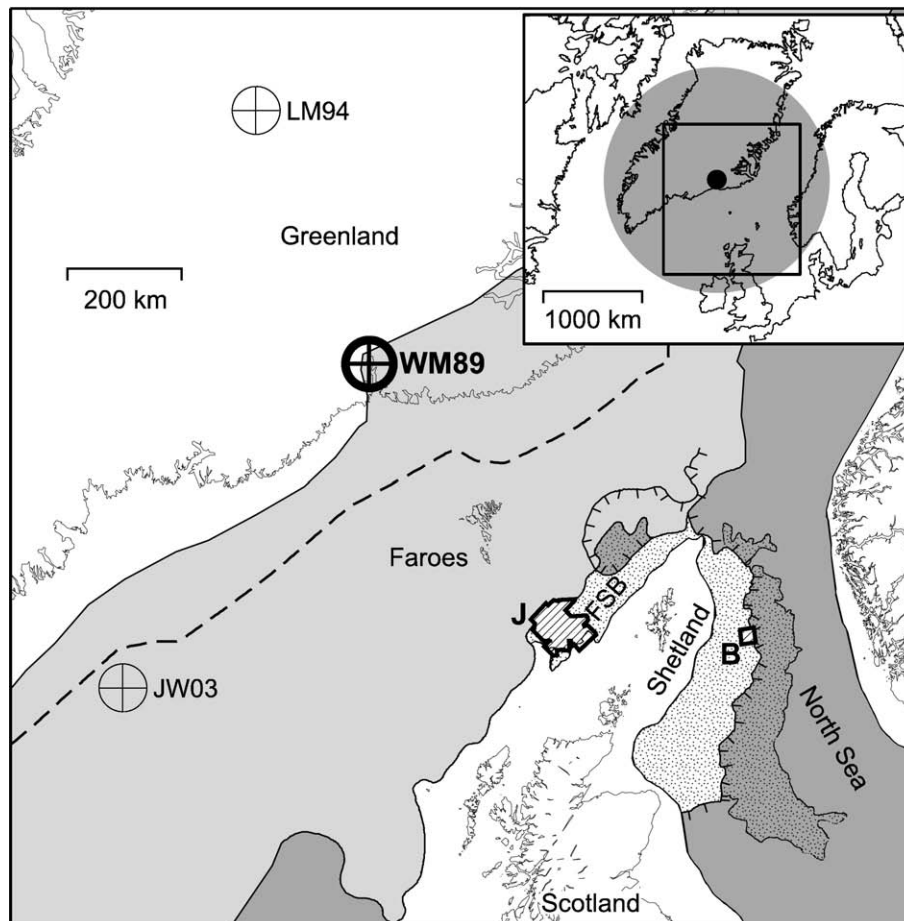 LM94
Greenland
200 km
1000 km
WM89
Faroes
J
FSB
Shetland
B
JW03
North Sea
Scotland